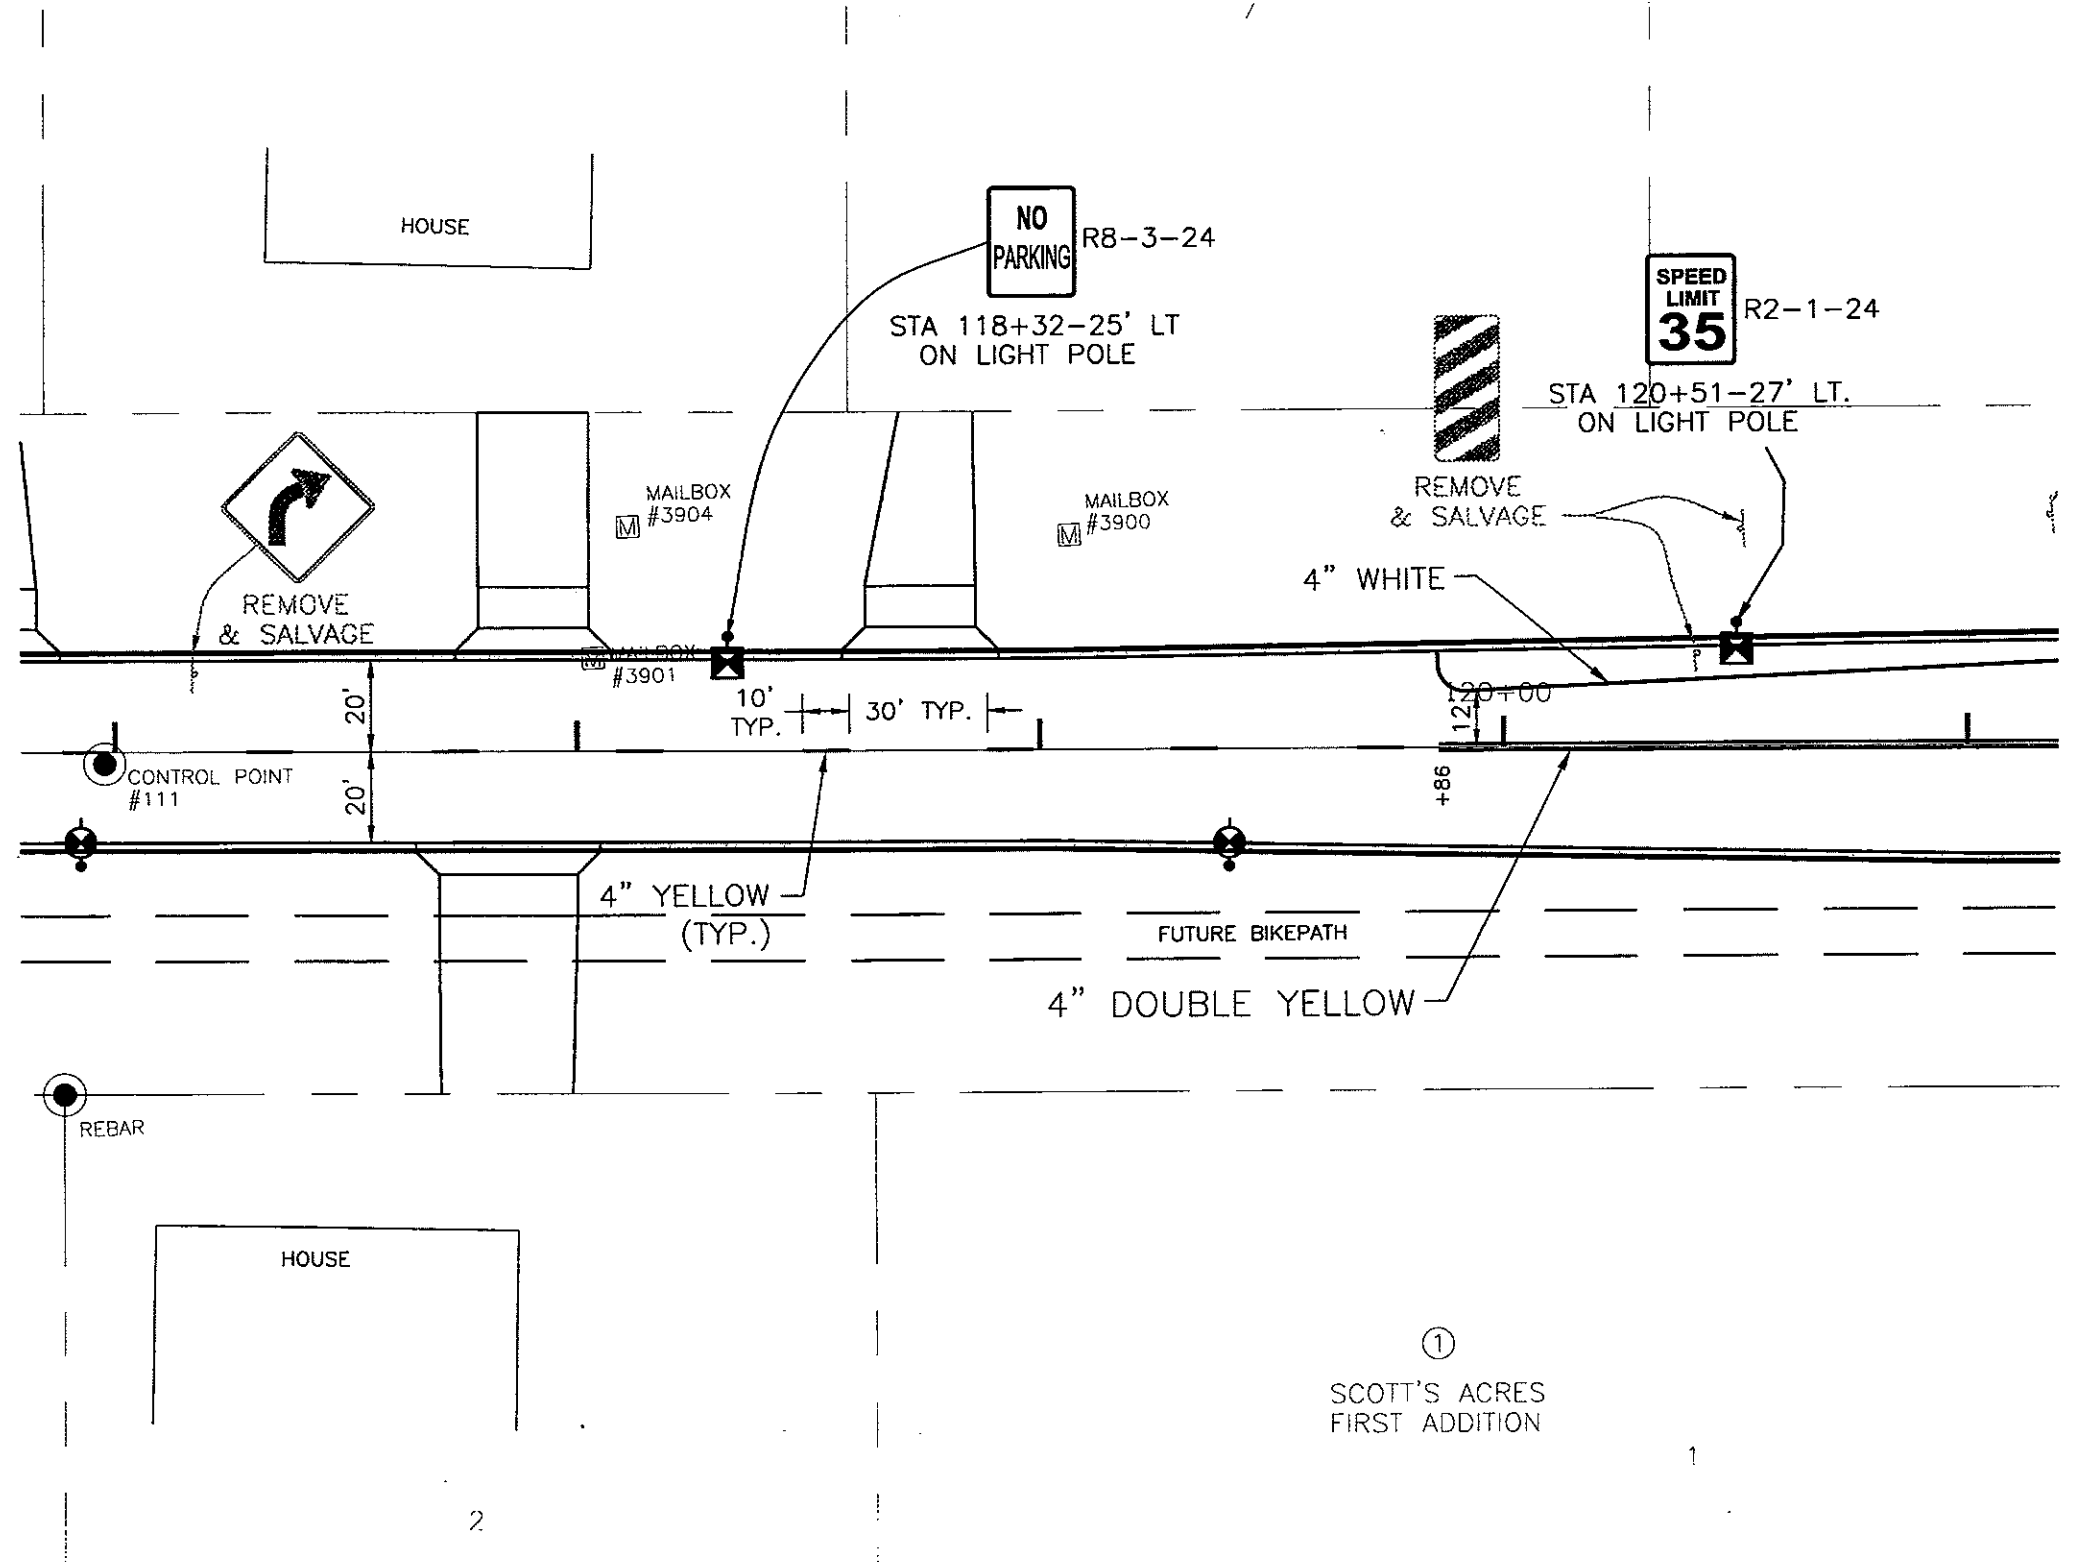 HOUSE
NO
PARKING
R8-3-24
STA 118+32-25' LT
ON LIGHT POLE
SPEED
LIMIT
35
R2-1-24
STA 120+51-27' LT.
ON LIGHT POLE
REMOVE
& SALVAGE
MAILBOX
#3904
M
MAILBOX
#3900
M
REMOVE
& SALVAGE
4" WHITE
M
MAILBOX
#3901
20'
10'
TYP.
30' TYP.
120+00
12'
CONTROL POINT
#111
20'
+86
4" YELLOW
(TYP.)
FUTURE BIKEPATH
4" DOUBLE YELLOW
REBAR
HOUSE
1
SCOTT'S ACRES
FIRST ADDITION
1
2